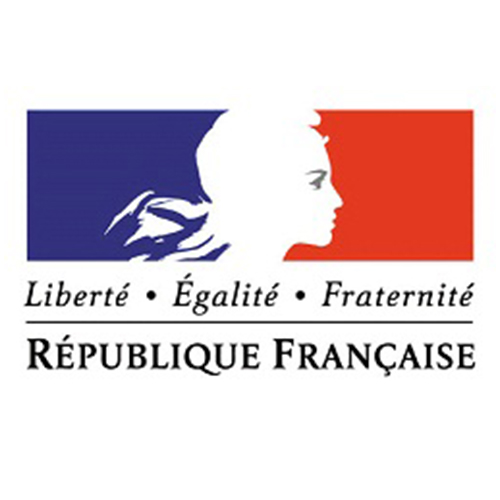 Liberté • Égalité • Fraternité
RÉPUBLIQUE FRANÇAISE